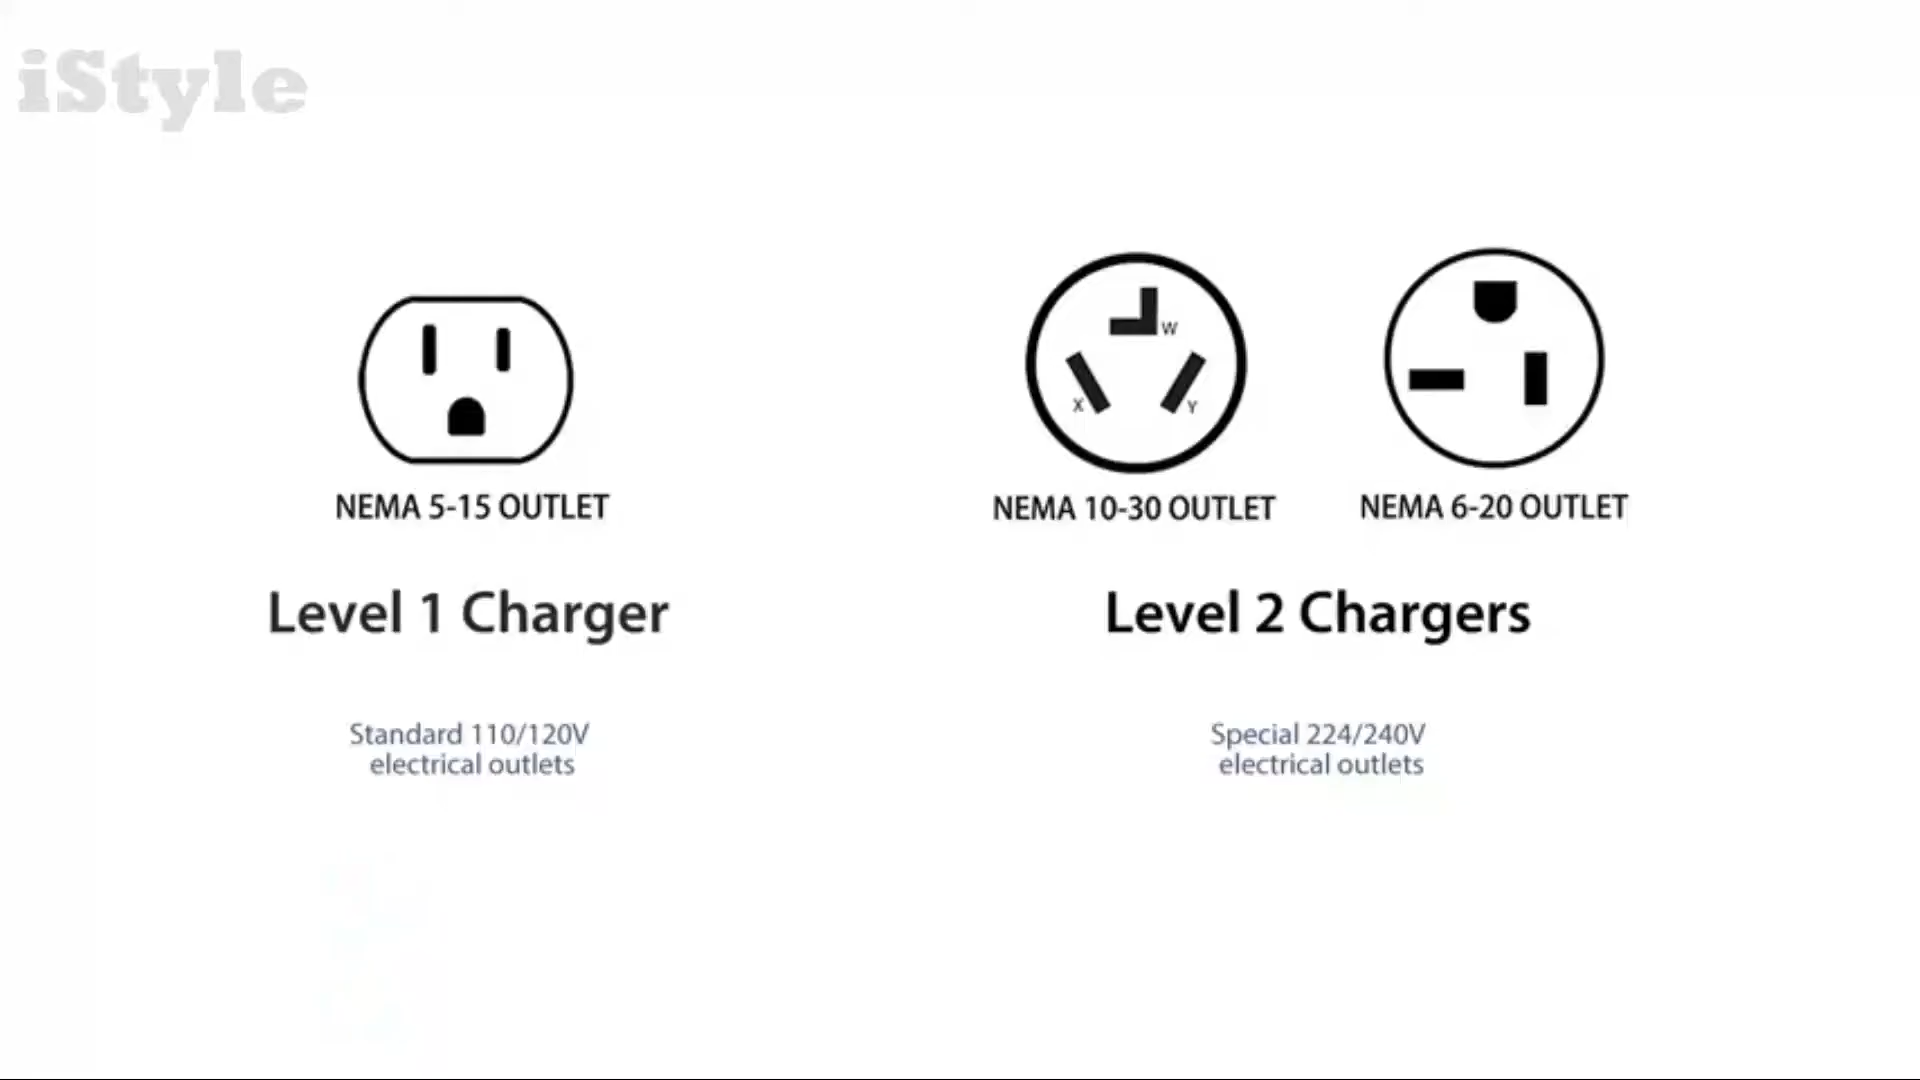 iStyle
W
X
Y
NEMA 5-15 OUTLET
NEMA 10-30 OUTLET
NEMA 6-20 OUTLET
Level 1 Charger
Level 2 Chargers
Standard 110/120V
electrical outlets
Special 224/240V
electrical outlets